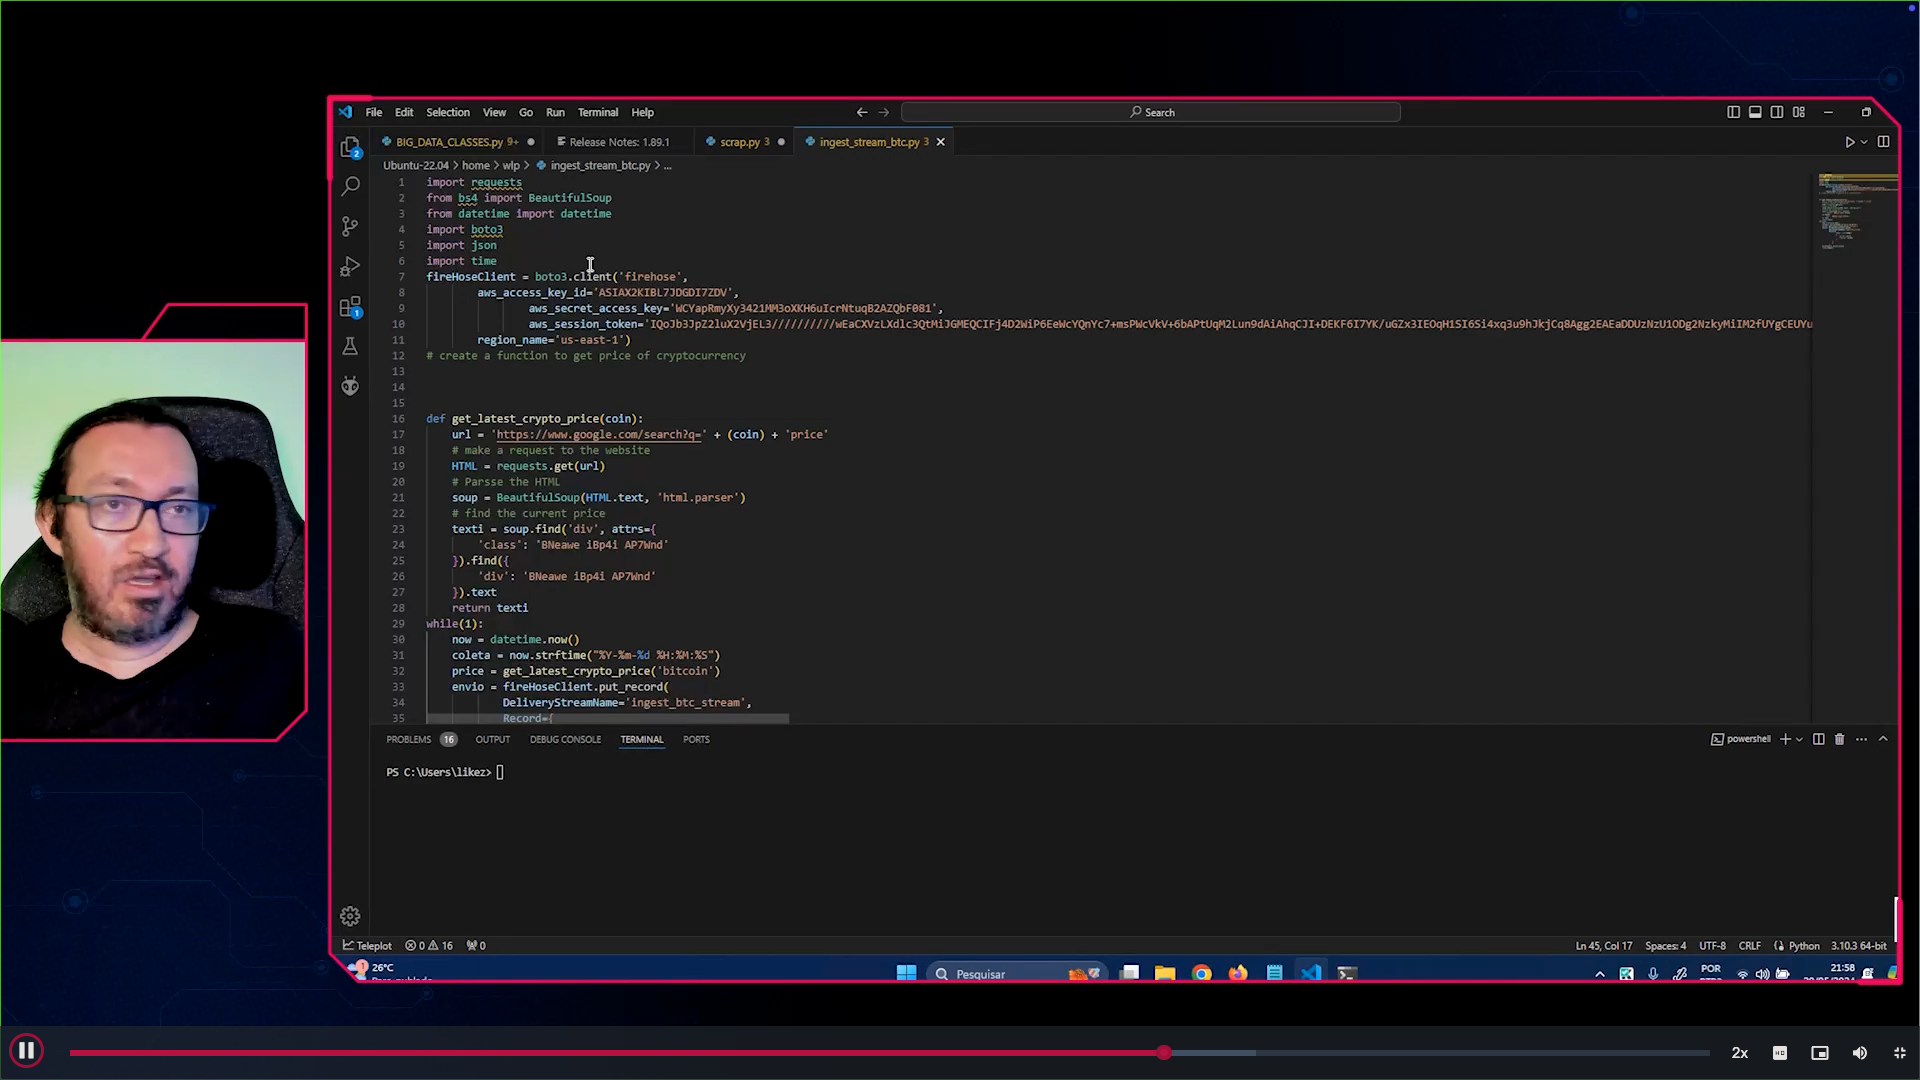 File Edit Selection View Go Run Terminal Help
Search
BIG_DATA_CLASSES.py 9+
Release Notes: 1.89.1
scrap.py 3
ingest_stream_btc.py 3
Ubuntu-22.04 > home > wlp > ingest_stream_btc.py > ...
1 import requests
2 from bs4 import BeautifulSoup
3 from datetime import datetime
4 import boto3
5 import json
6 import time
7 fireHoseClient = boto3.client('firehose',
8 aws_access_key_id='ASIAX2KIBL7JDGDI7ZDV',
9 aws_secret_access_key='WCYapRmyXy3421MM3oXKH6uIcrNtuqB2AZQbF081',
10 aws_session_token='
11 region_name='us-east-1')
12 # create a function to get price of cryptocurrency
13
14
15
16 def get_latest_crypto_price(coin):
17 url = 'https://www.google.com/search?q=' + (coin) + 'price'
18 # make a request to the website
19 HTML = requests.get(url)
20 # Parsse the HTML
21 soup = BeautifulSoup(HTML.text, 'html.parser')
22 # find the current price
23 texti = soup.find('div', attrs={
24 'class': 'BNeawe iBp4i AP7Wnd'
25 }).find({
26 'div': 'BNeawe iBp4i AP7Wnd'
27 }).text
28 return texti
29 while(1):
30 now = datetime.now()
31 coleta = now.strftime("%Y-%m-%d %H:%M:%S")
32 price = get_latest_crypto_price('bitcoin')
33 envio = fireHoseClient.put_record(
34 DeliveryStreamName='ingest_btc_stream',
35 Record={
PROBLEMS 16 OUTPUT DEBUG CONSOLE TERMINAL PORTS
powershell
PS C:\Users\likez>
Teleplot 0 16 0
Ln 45, Col 17 Spaces: 4 UTF-8 CRLF Python 3.10.3 64-bit
26°C
Pesquisar
POR
21:58
2x